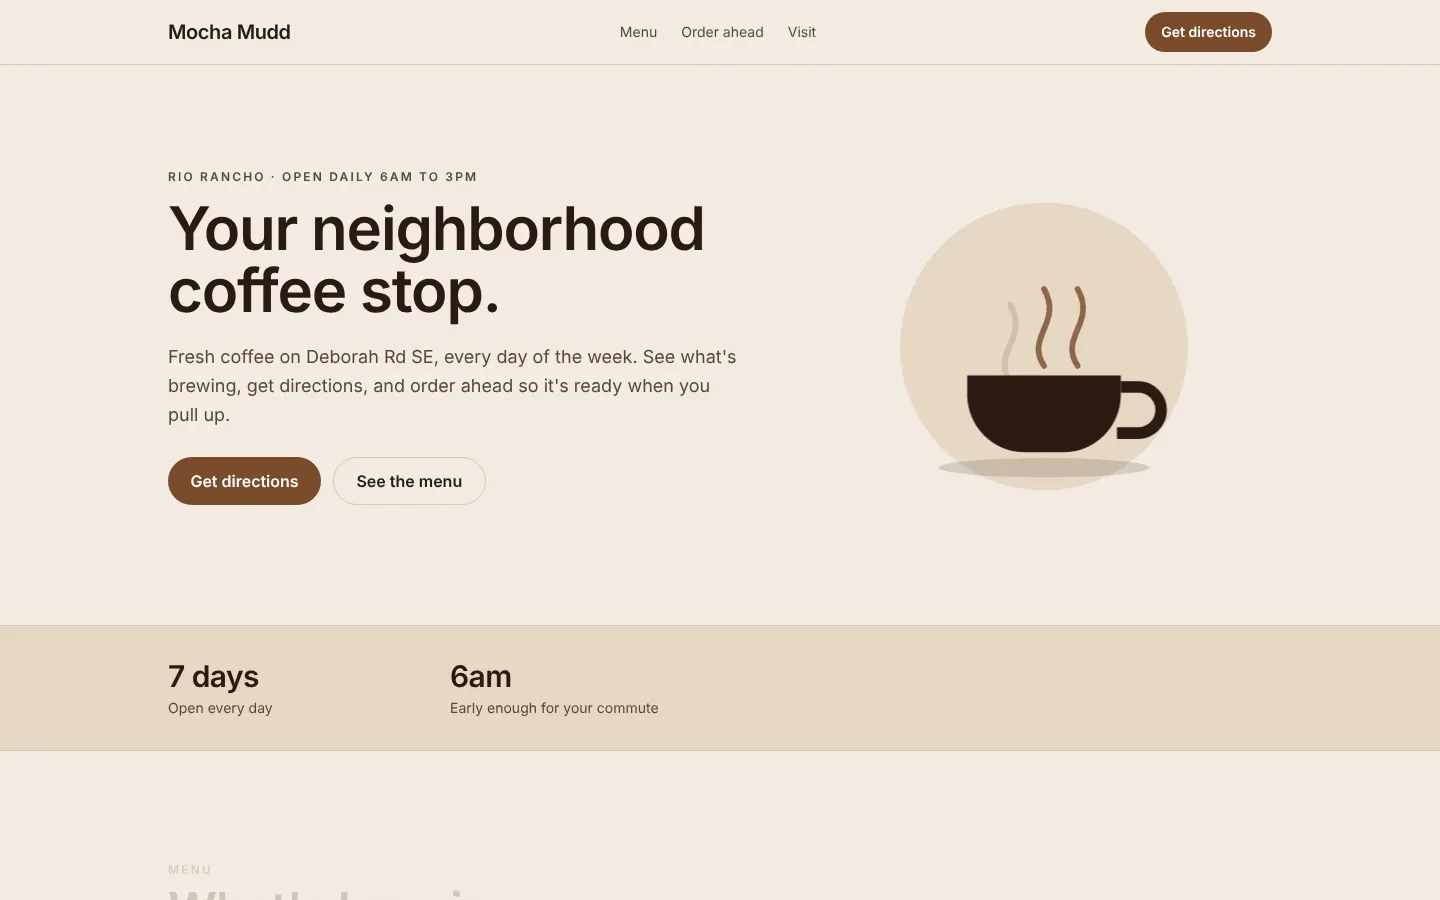 Mocha Mudd
Menu
Order ahead
Visit
Get directions
RIO RANCHO · OPEN DAILY 6AM TO 3PM
Your neighborhood
coffee stop.
Fresh coffee on Deborah Rd SE, every day of the week. See what's
brewing, get directions, and order ahead so it's ready when you
pull up.
Get directions
See the menu
7 days
Open every day
6am
Early enough for your commute
MENU